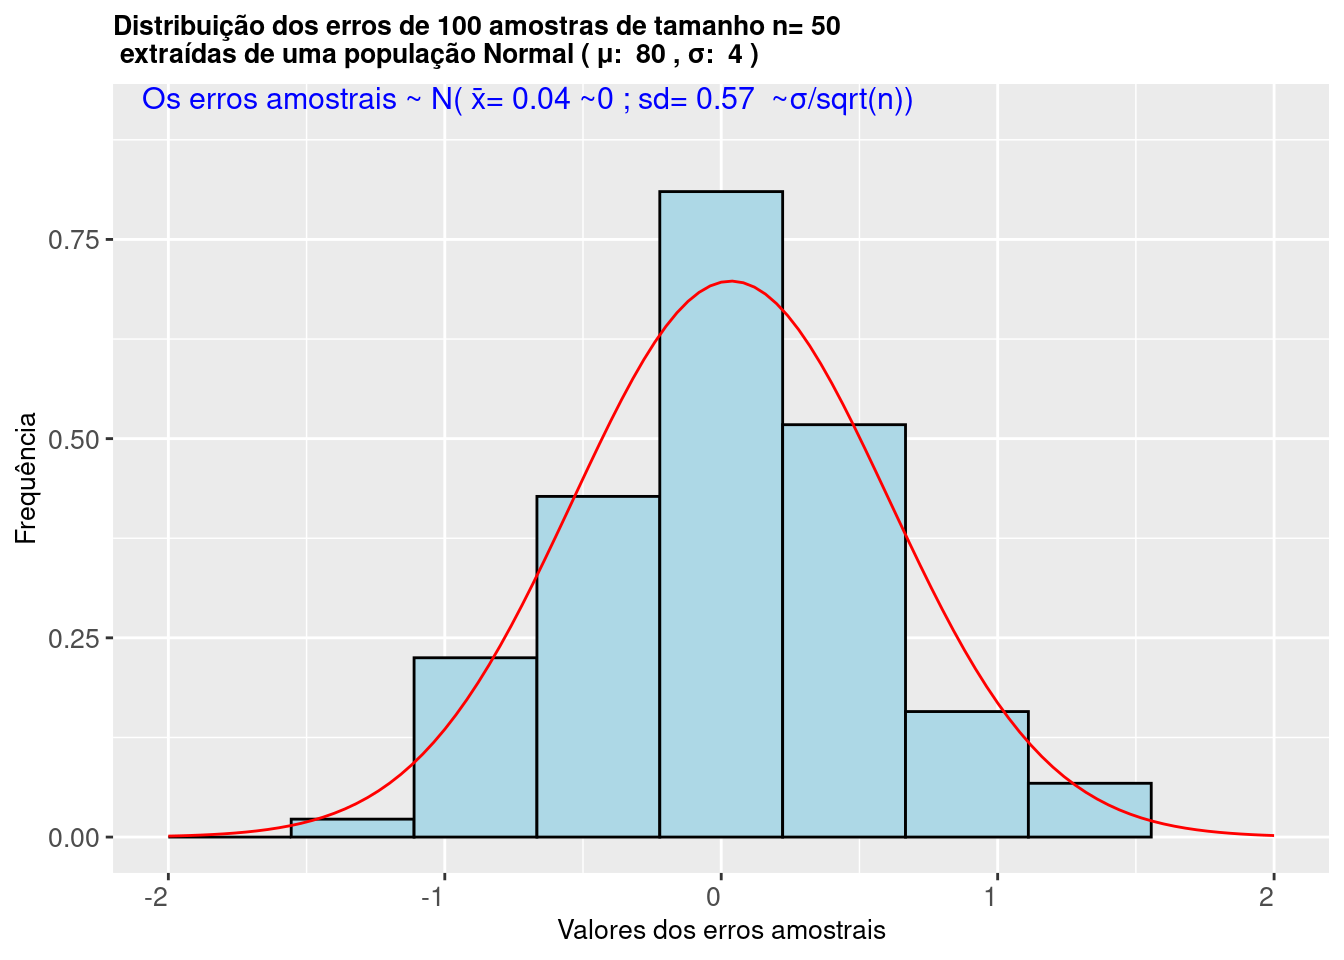 Distribuição dos erros de 100 amostras de tamanho n= 50
extraídas de uma população Normal ( μ:  80 , σ:  4 )
Os erros amostrais ~ N( x̄= 0.04 ~0 ; sd= 0.57  ~σ/sqrt(n))
0.75
0.50
0.25
0.00
Frequência
-2
-1
0
1
2
Valores dos erros amostrais